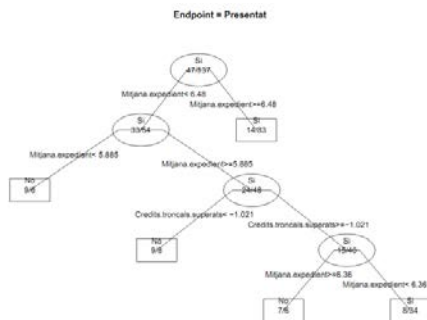 Endpoint = Presentat
Si
47/137
Mitjana.expedient< 6.48
Mitjana.expedient>=6.48
Si
33/54
Si
14/83
Mitjana.expedient< 5.885
Mitjana.expedient>=5.885
No
9/6
Si
24/48
Credits.troncals.superats< −1.021
Credits.troncals.superats>=−1.021
No
9/8
Si
15/40
Mitjana.expedient>=6.36
Mitjana.expedient< 6.36
No
7/6
Si
8/34